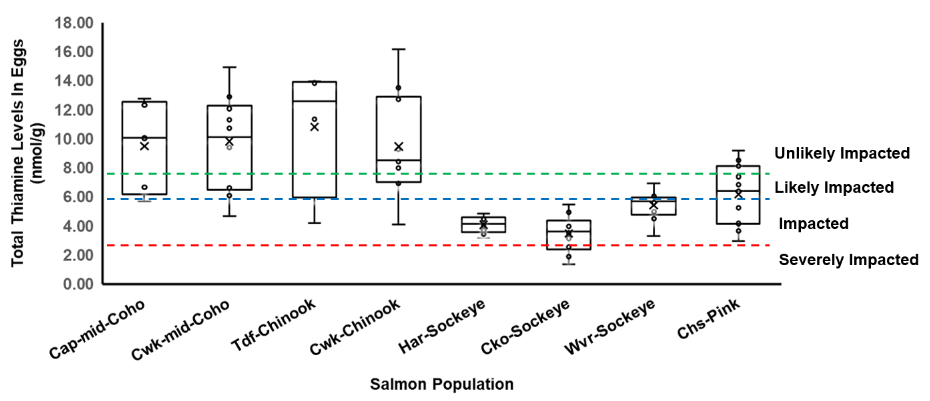 Total Thiamine Levels In Eggs
(nmol/g)
18.00
16.00
14.00
12.00
10.00
8.00
6.00
4.00
2.00
0.00
Unlikely Impacted
Likely Impacted
Impacted
Severely Impacted
Cap-mid-Coho
Cwk-mid-Coho
Tdf-Chinook
Cwk-Chinook
Har-Sockeye
Cko-Sockeye
Wvr-Sockeye
Chs-Pink
Salmon Population